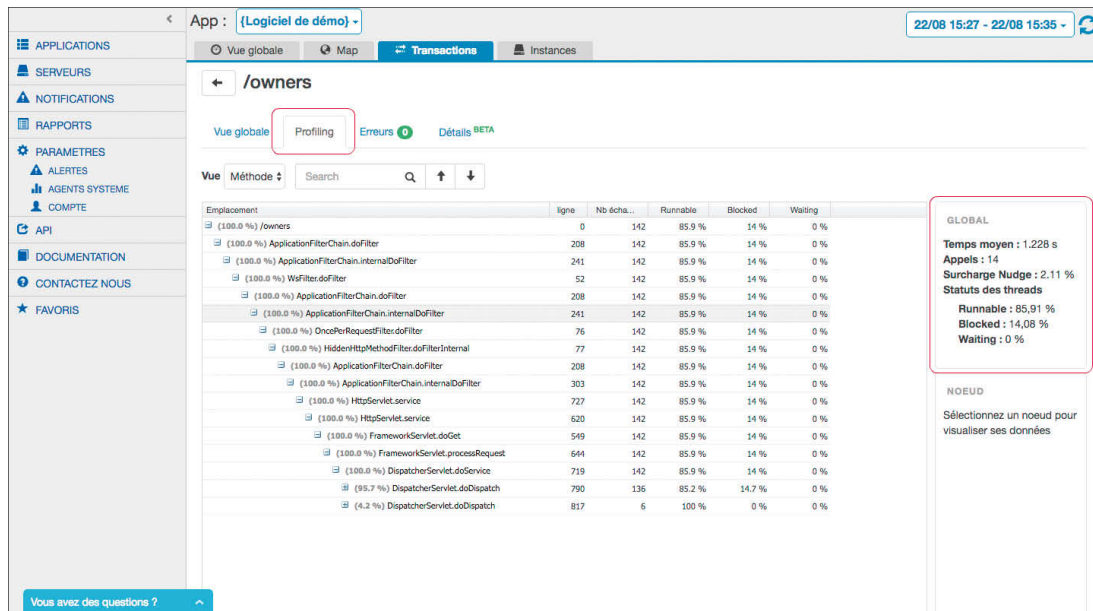 App : {Logiciel de démo}
22/08 15:27 - 22/08 15:35
APPLICATIONS
SERVEURS
NOTIFICATIONS
RAPPORTS
PARAMETRES
ALERTES
AGENTS SYSTEME
COMPTE
API
DOCUMENTATION
CONTACTEZ NOUS
FAVORIS
Vue globale Map Transactions Instances
/owners
Vue globale Profiling Erreurs 0 Détails BETA
Vue Méthode Search
Emplacement ligne Nb écha... Runnable Blocked Waiting
(100.0 %) /owners 0 142 85.9 % 14 % 0 %
(100.0 %) ApplicationFilterChain.doFilter 208 142 85.9 % 14 % 0 %
(100.0 %) ApplicationFilterChain.internalDoFilter 241 142 85.9 % 14 % 0 %
(100.0 %) WsFilter.doFilter 52 142 85.9 % 14 % 0 %
(100.0 %) ApplicationFilterChain.doFilter 208 142 85.9 % 14 % 0 %
(100.0 %) ApplicationFilterChain.internalDoFilter 241 142 85.9 % 14 % 0 %
(100.0 %) OncePerRequestFilter.doFilter 76 142 85.9 % 14 % 0 %
(100.0 %) HiddenHttpMethodFilter.doFilterInternal 77 142 85.9 % 14 % 0 %
(100.0 %) ApplicationFilterChain.doFilter 208 142 85.9 % 14 % 0 %
(100.0 %) ApplicationFilterChain.internalDoFilter 303 142 85.9 % 14 % 0 %
(100.0 %) HttpServlet.service 727 142 85.9 % 14 % 0 %
(100.0 %) HttpServlet.service 620 142 85.9 % 14 % 0 %
(100.0 %) FrameworkServlet.doGet 549 142 85.9 % 14 % 0 %
(100.0 %) FrameworkServlet.processRequest 644 142 85.9 % 14 % 0 %
(100.0 %) DispatcherServlet.doService 719 142 85.9 % 14 % 0 %
(95.7 %) DispatcherServlet.doDispatch 790 136 85.2 % 14.7 % 0 %
(4.2 %) DispatcherServlet.doDispatch 817 6 100 % 0 % 0 %
GLOBAL
Temps moyen : 1.228 s
Appels : 14
Surcharge Nudge : 2.11 %
Statuts des threads
Runnable : 85,91 %
Blocked : 14,08 %
Waiting : 0 %
NOEUD
Sélectionnez un noeud pour
visualiser ses données
Vous avez des questions ?